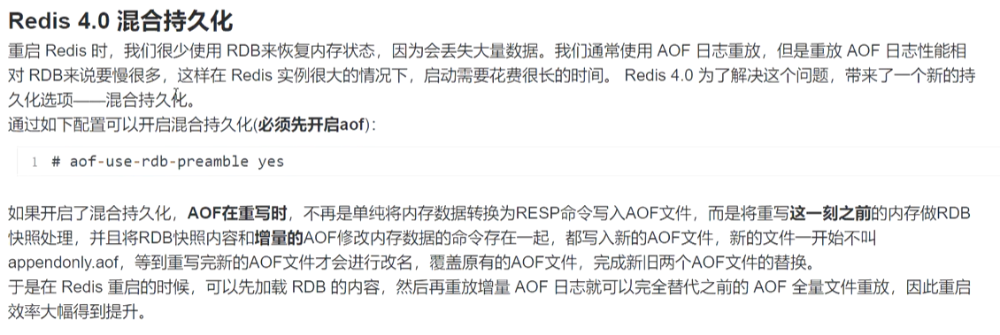 Redis 4.0 混合持久化
重启 Redis 时，我们很少使用 RDB来恢复内存状态，因为会丢失大量数据。我们通常使用 AOF 日志重放，但是重放 AOF 日志性能相
对 RDB来说要慢很多，这样在 Redis 实例很大的情况下，启动需要花费很长的时间。 Redis 4.0 为了解决这个问题，带来了一个新的持
久化选项——混合持久化。
通过如下配置可以开启混合持久化(必须先开启aof)：
1 # aof-use-rdb-preamble yes
如果开启了混合持久化，AOF在重写时，不再是单纯将内存数据转换为RESP命令写入AOF文件，而是将重写这一刻之前的内存做RDB
快照处理，并且将RDB快照内容和增量的AOF修改内存数据的命令存在一起，都写入新的AOF文件，新的文件一开始不叫
appendonly.aof，等到重写完新的AOF文件才会进行改名，覆盖原有的AOF文件，完成新旧两个AOF文件的替换。
于是在 Redis 重启的时候，可以先加载 RDB 的内容，然后再重放增量 AOF 日志就可以完全替代之前的 AOF 全量文件重放，因此重启
效率大幅得到提升。